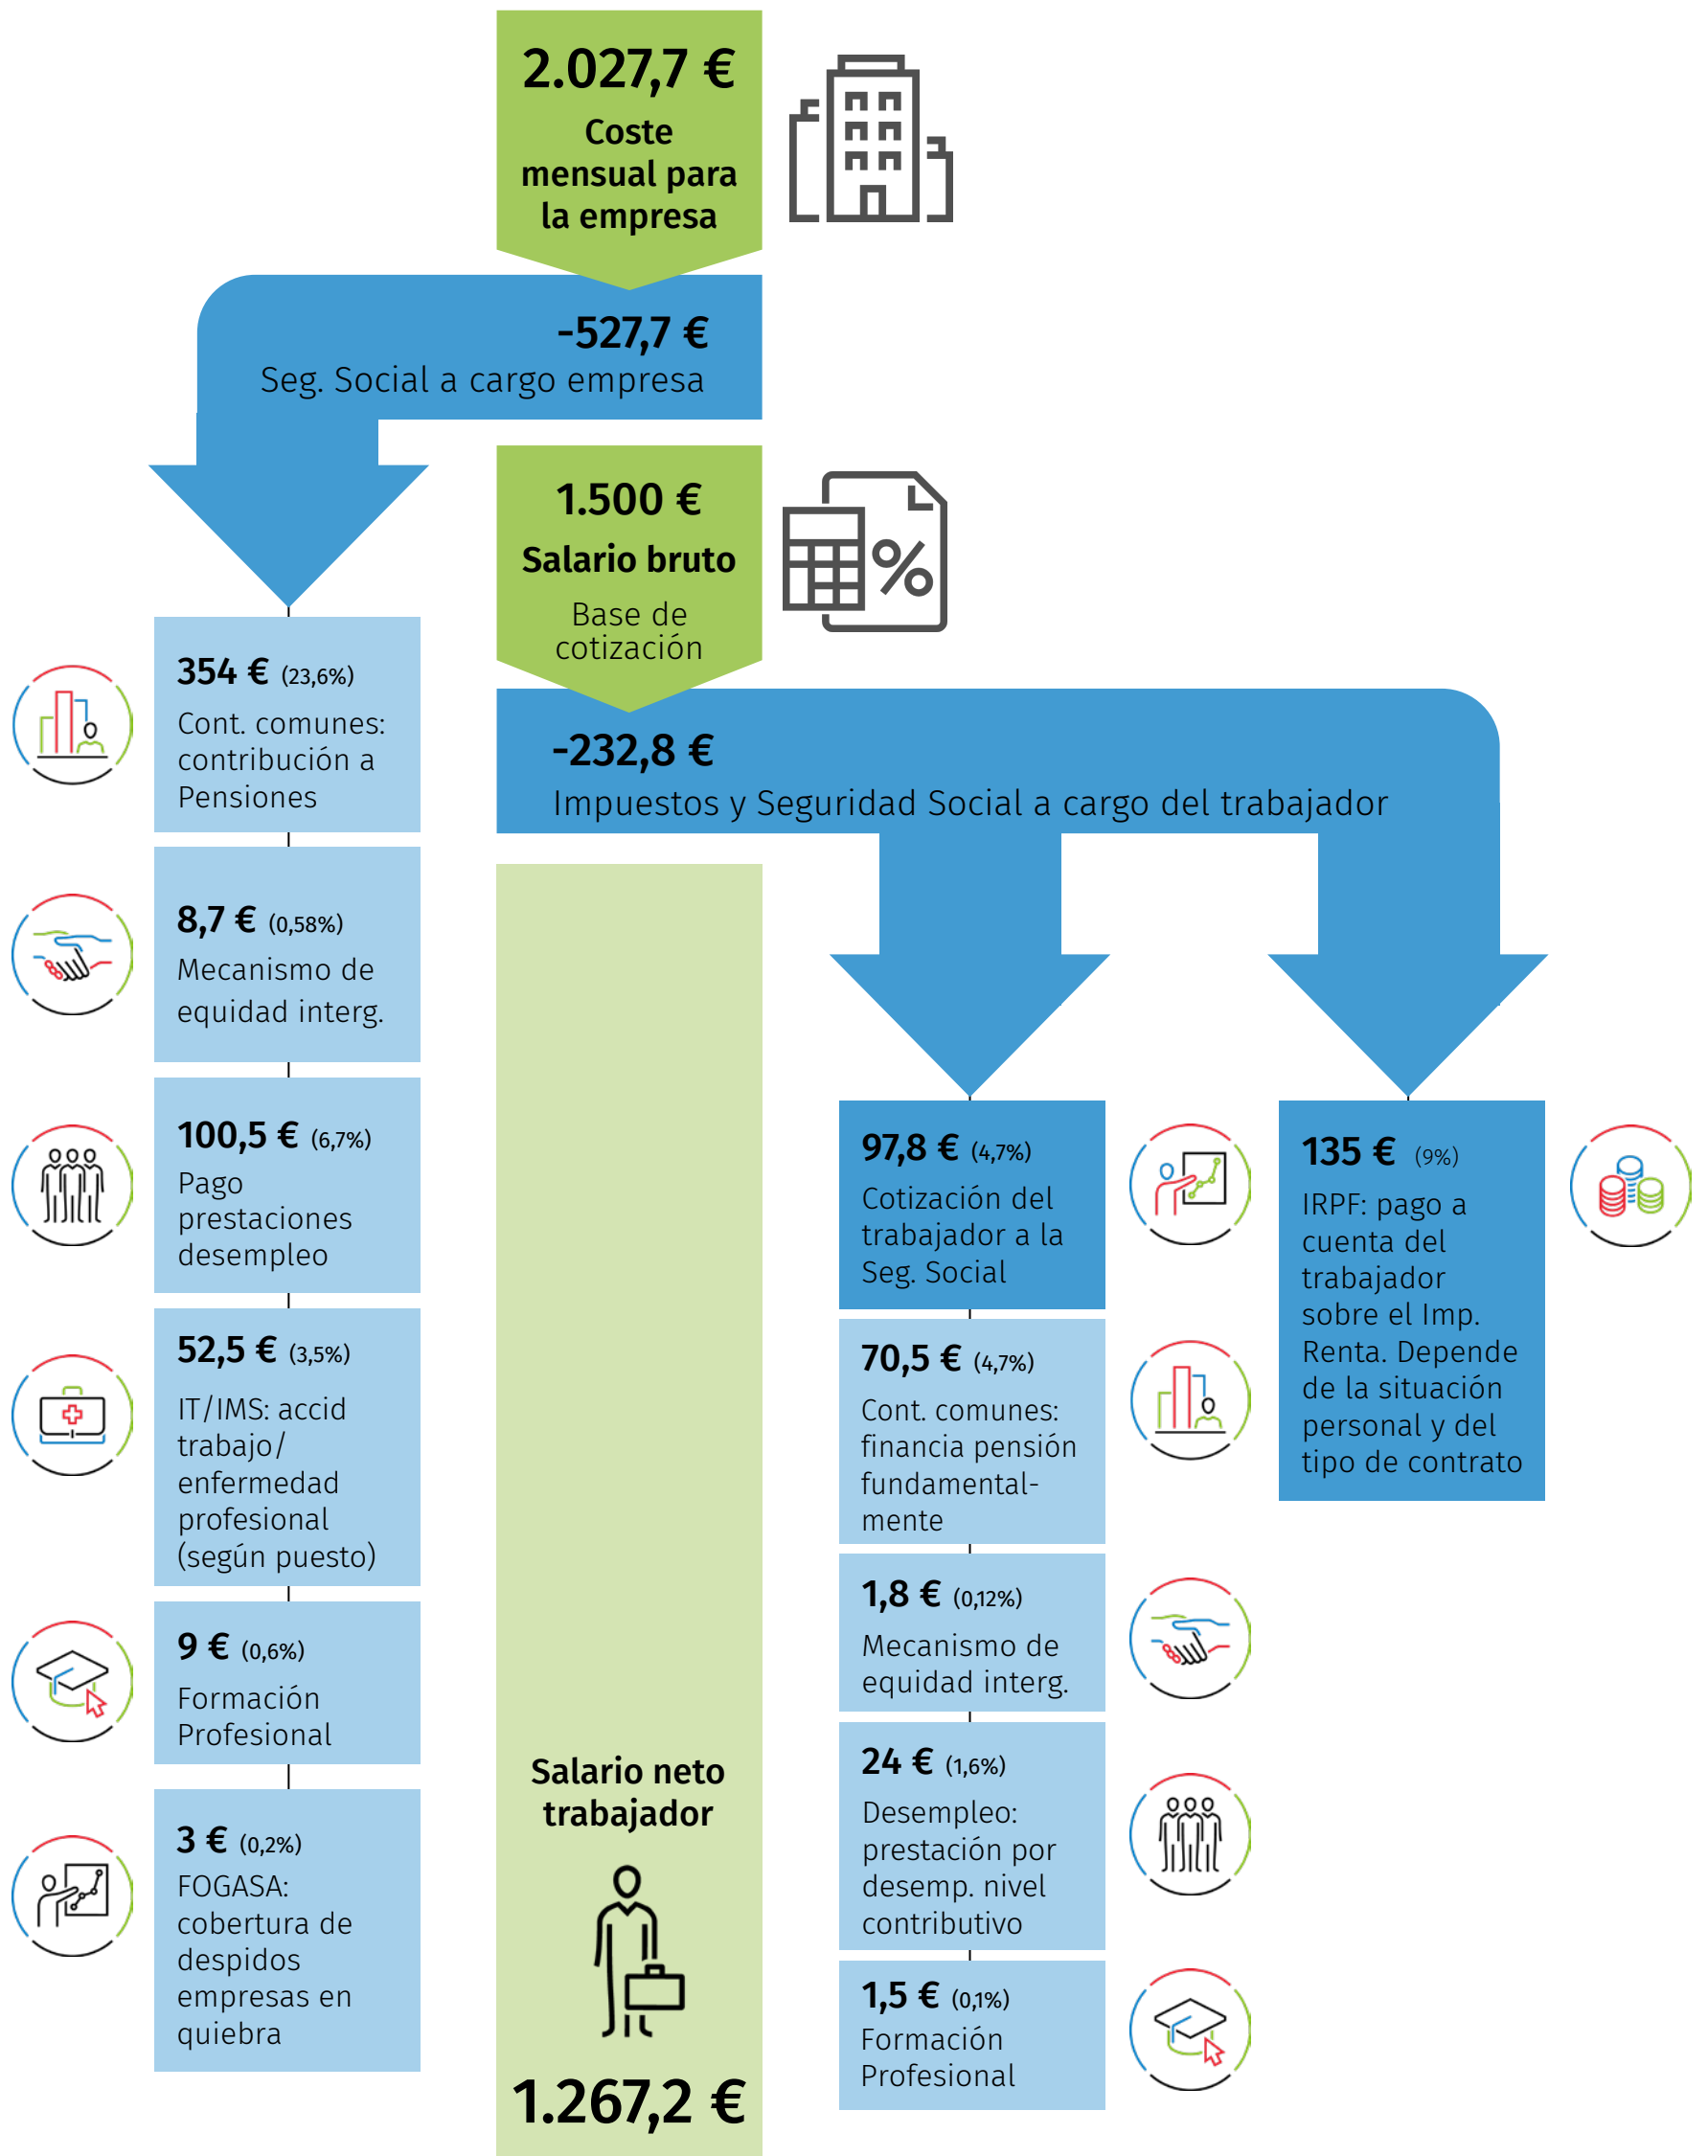 2.027,7 €
Coste
mensual para
la empresa
-527,7 €
Seg. Social a cargo empresa
1.500 €
Salario bruto
Base de
cotización
-232,8 €
Impuestos y Seguridad Social a cargo del trabajador
354 € (23,6%)
Cont. comunes:
contribución a
Pensiones
8,7 € (0,58%)
Mecanismo de
equidad interg.
100,5 € (6,7%)
Pago
prestaciones
desempleo
52,5 € (3,5%)
IT/IMS: accid
trabajo/
enfermedad
profesional
(según puesto)
9 € (0,6%)
Formación
Profesional
3 € (0,2%)
FOGASA:
cobertura de
despidos
empresas en
quiebra
Salario neto
trabajador
1.267,2 €
97,8 € (4,7%)
Cotización del
trabajador a la
Seg. Social
70,5 € (4,7%)
Cont. comunes:
financia pensión
fundamental-
mente
1,8 € (0,12%)
Mecanismo de
equidad interg.
24 € (1,6%)
Desempleo:
prestación por
desemp. nivel
contributivo
1,5 € (0,1%)
Formación
Profesional
135 € (9%)
IRPF: pago a
cuenta del
trabajador
sobre el Imp.
Renta. Depende
de la situación
personal y del
tipo de contrato